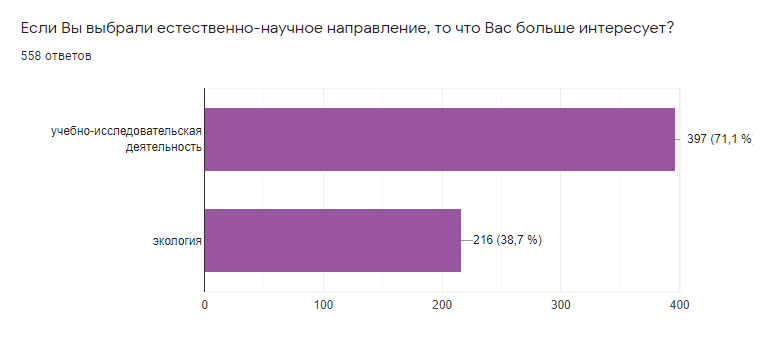 Если Вы выбрали естественно-научное направление, то что Вас больше интересует?
558 ответов
учебно-исследовательская
деятельность
397 (71,1 %
экология
216 (38,7 %)
0 100 200 300 400